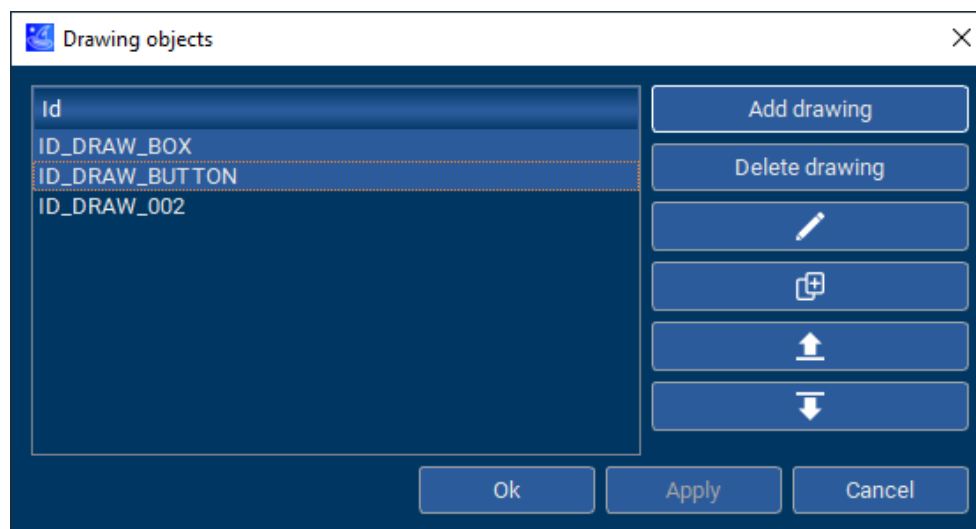 Drawing objects
Id
ID_DRAW_BOX
ID_DRAW_BUTTON
ID_DRAW_002
Add drawing
Delete drawing
Ok
Apply
Cancel